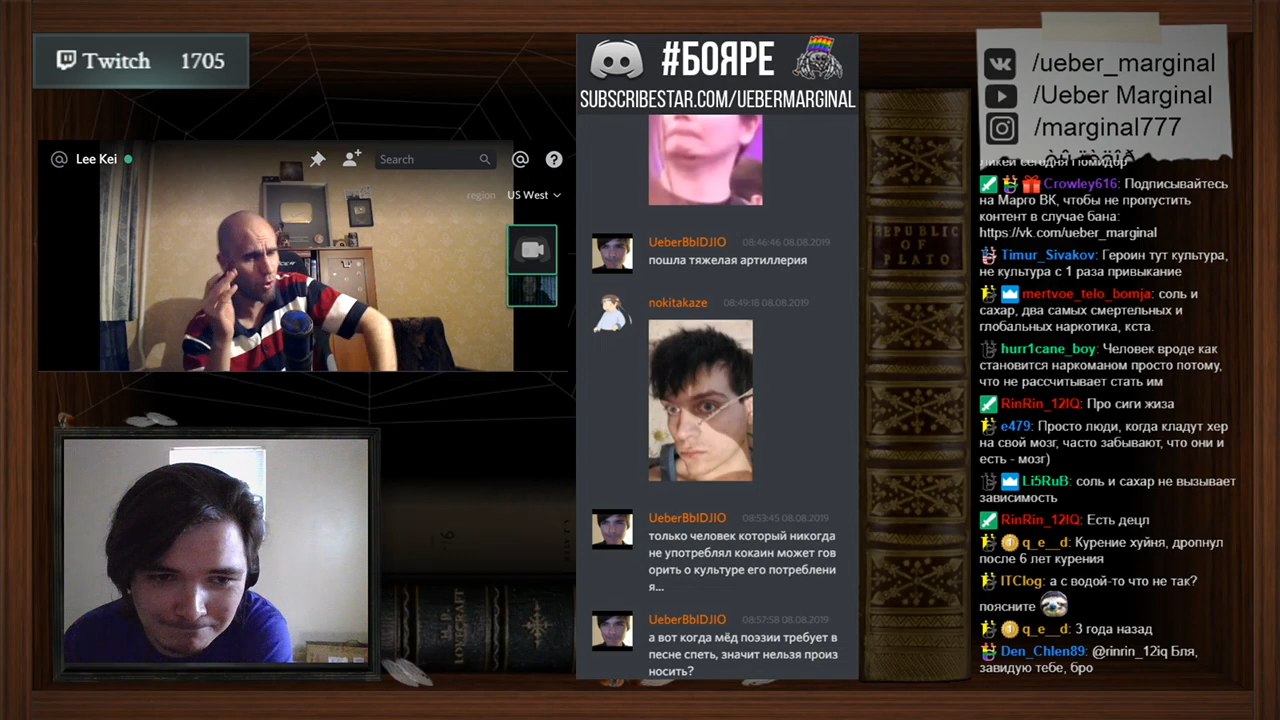 Twitch 1705
@ Lee Kei
Search
@
?
region US West
#БОЯРЕ
SUBSCRIBESTAR.COM/UEBERMARGINAL
UeberBbIDJIO 08:46:46 08.08.2019
пошла тяжелая артиллерия
nokitakaze 08:49:18 08.08.2019
UeberBbIDJIO 08:53:45 08.08.2019
только человек который никогда
не употреблял кокаин может гов
орить о культуре его потреблени
я...
UeberBbIDJIO 08:57:58 08.08.2019
а вот когда мёд поэзии требует в
песне спеть, значит нельзя произ
носить?
REPUBLIC
OF
PLATO
H. P. LOVECRAFT
/ueber_marginal
/Ueber Marginal
/marginal777
ликей сегодня Помидор
Crowley616: Подписывайтесь
на Марго ВК, чтобы не пропустить
контент в случае бана:
https://vk.com/ueber_marginal
Timur_Sivakov: Героин тут культура,
не культура с 1 раза привыкание
mertvoe_telo_bomja: соль и
сахар, два самых смертельных и
глобальных наркотика, кста.
hurr1cane_boy: Человек вроде как
становится наркоманом просто потому,
что не рассчитывает стать им
RinRin_12IQ: Про сиги жиза
e479: Просто люди, когда кладут хер
на свой мозг, часто забывают, что они и
есть - мозг)
Li5RuB: соль и сахар не вызывает
зависимость
RinRin_12IQ: Есть децл
q_e__d: Курение хуйня, дропнул
после 6 лет курения
ITClog: а с водой-то что не так?
поясните
q_e__d: 3 года назад
Den_Chlen89: @rinrin_12iq Бля,
завидую тебе, бро